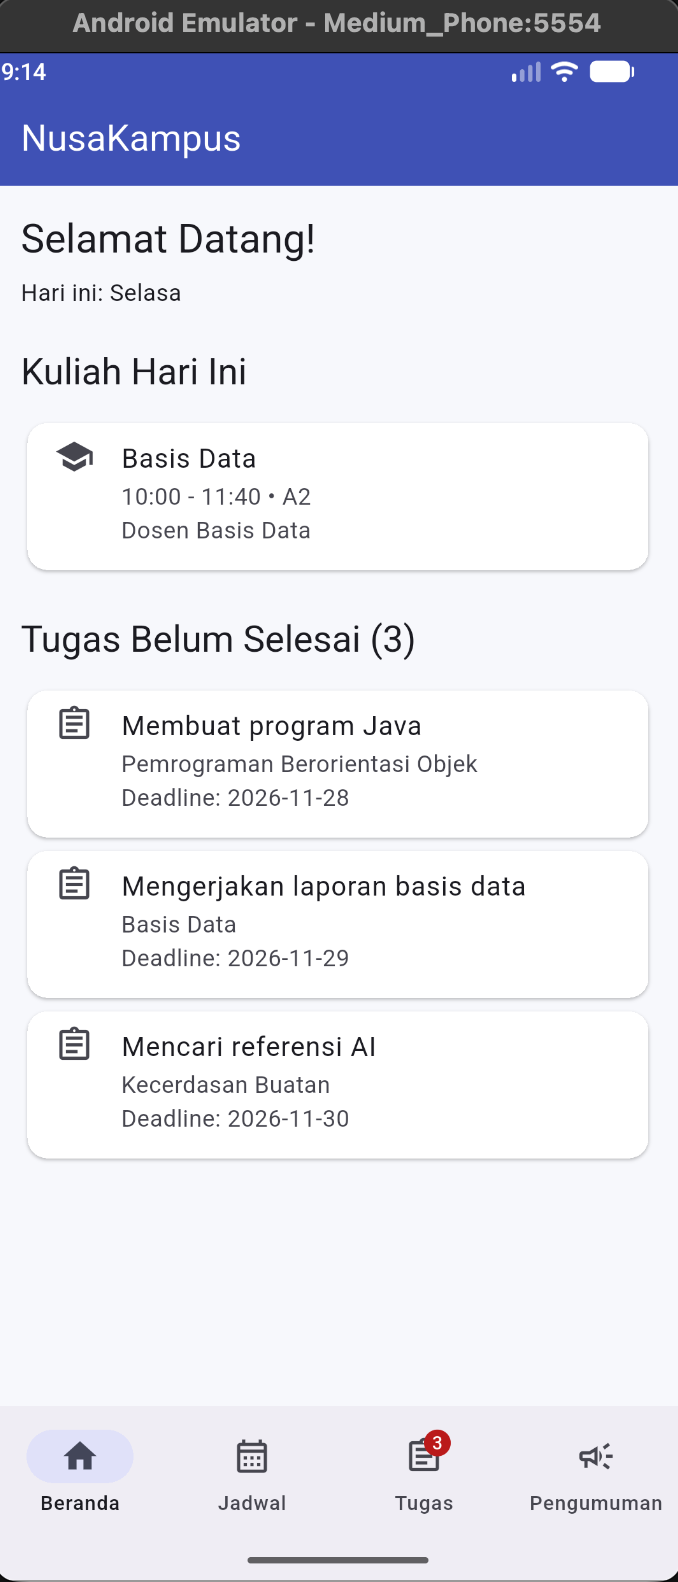 Android Emulator - Medium_Phone:5554
9:14
NusaKampus
Selamat Datang!
Hari ini: Selasa
Kuliah Hari Ini
Basis Data
10:00 - 11:40 • A2
Dosen Basis Data
Tugas Belum Selesai (3)
Membuat program Java
Pemrograman Berorientasi Objek
Deadline: 2026-11-28
Mengerjakan laporan basis data
Basis Data
Deadline: 2026-11-29
Mencari referensi AI
Kecerdasan Buatan
Deadline: 2026-11-30
3
Beranda
Jadwal
Tugas
Pengumuman